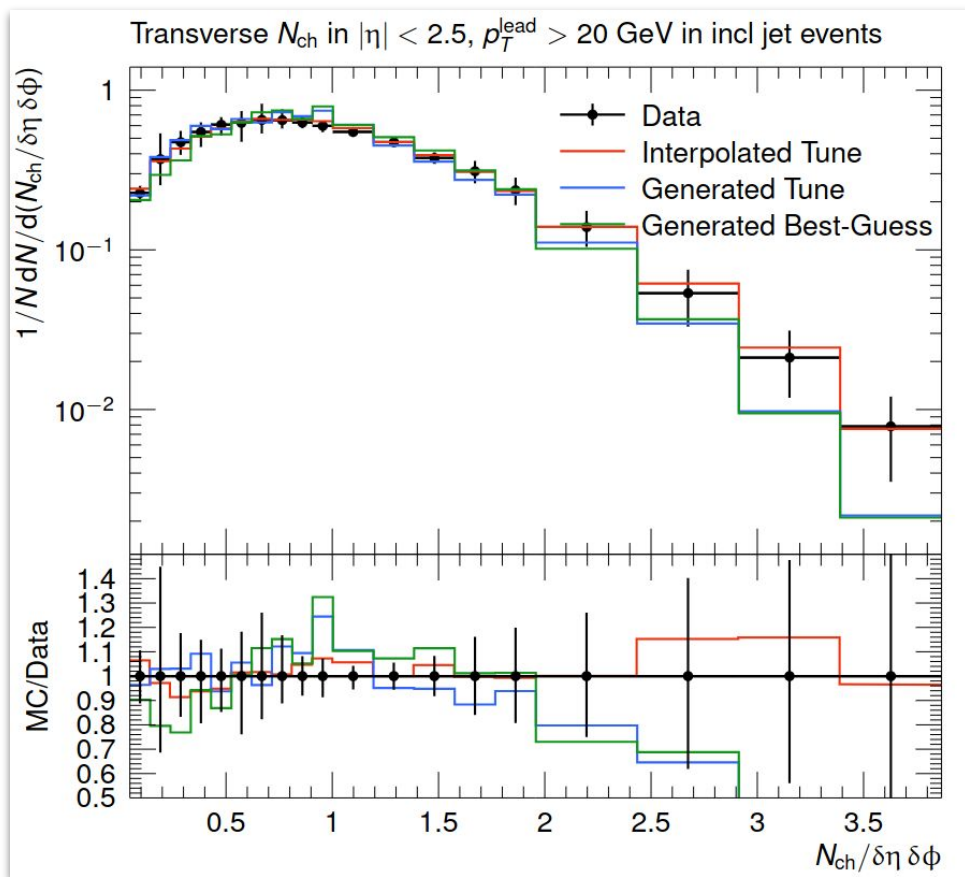 Transverse N_ch in |η| < 2.5, p_T^lead > 20 GeV in incl jet events
1/N dN/d(N_ch/δη δϕ)
1
10⁻¹
10⁻²
Data
Interpolated Tune
Generated Tune
Generated Best-Guess
MC/Data
1.4
1.3
1.2
1.1
1
0.9
0.8
0.7
0.6
0.5
0.5 1 1.5 2 2.5 3 3.5
N_ch/δη δϕ